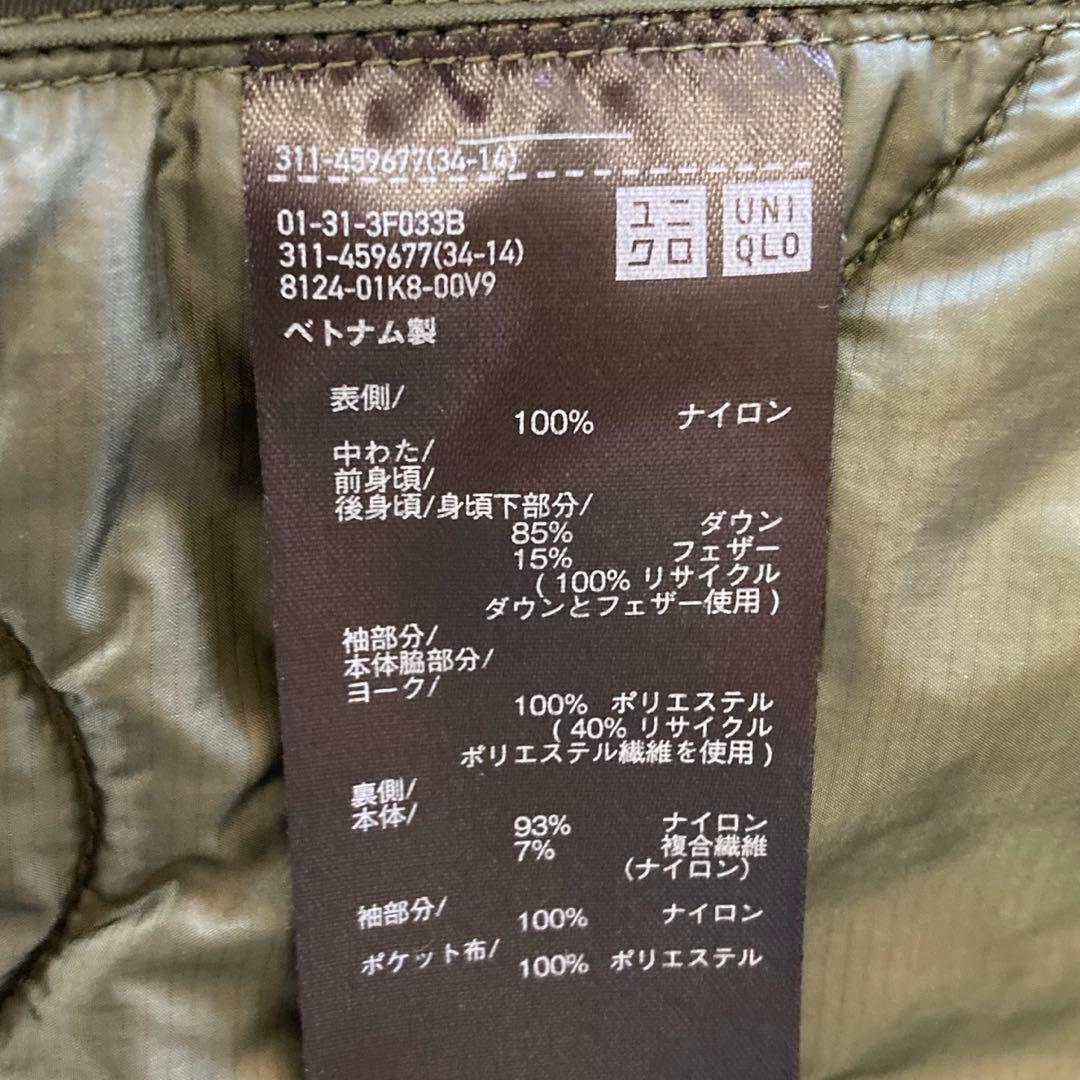 311-459677(34-14)
01-31-3F033B
311-459677(34-14)
8124-01K8-00V9
ユニ
クロ
UNI
QLO
ベトナム製
表側/
100% ナイロン
中わた/
前身頃/
後身頃/身頃下部分/
85% ダウン
15% フェザー
(100% リサイクル
ダウンとフェザー使用)
袖部分/
本体脇部分/
ヨーク/
100% ポリエステル
(40% リサイクル
ポリエステル繊維を使用)
裏側/
本体/
93% ナイロン
7% 複合繊維
(ナイロン)
袖部分/
100% ナイロン
ポケット布/
100% ポリエステル